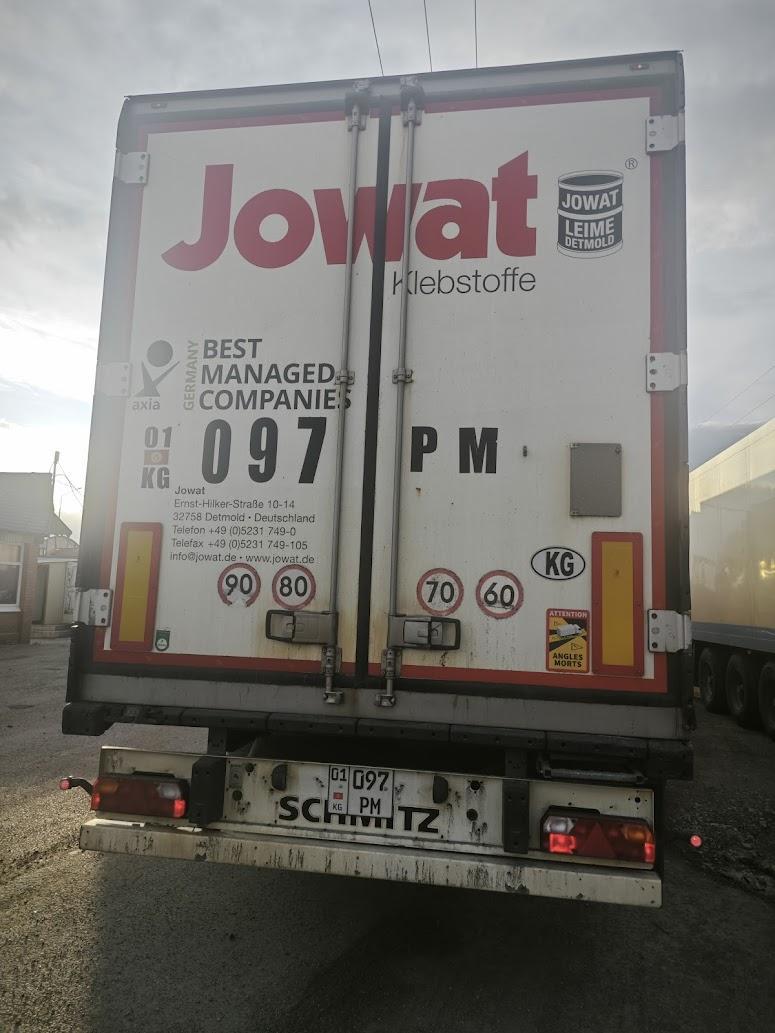 Jowat ®
JOWAT
LEIME
DETMOLD
Klebstoffe
axia
GERMANY
BEST
MANAGED
COMPANIES
01
KG
097 PM
Jowat
Ernst-Hilker-Straße 10-14
32758 Detmold • Deutschland
Telefon +49 (0)5231 749-0
Telefax +49 (0)5231 749-105
info@jowat.de • www.jowat.de
90 80 70 60
KG
ATTENTION
ANGLES
MORTS
01
KG
097
PM
SCHMITZ